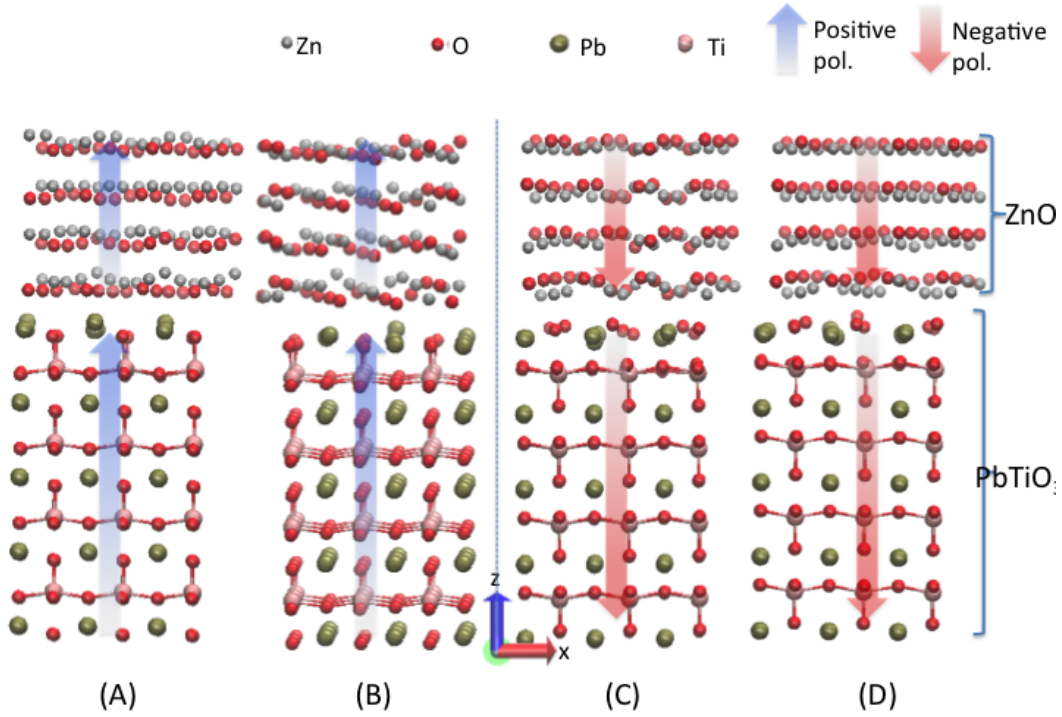 Zn
O
Pb
Ti
Positive
pol.
Negative
pol.
ZnO
PbTiO₃
z
x
(A)
(B)
(C)
(D)